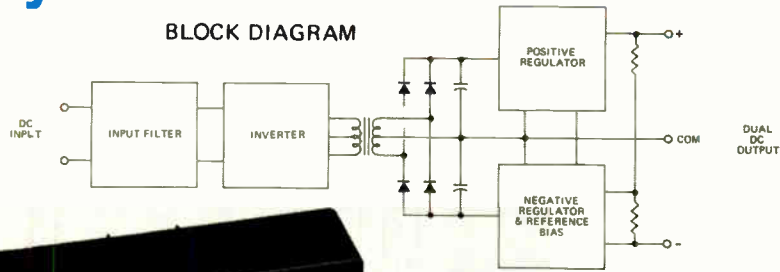 BLOCK DIAGRAM
DC
INPUT
INPUT FILTER
INVERTER
POSITIVE
REGULATOR
NEGATIVE
REGULATOR
& REFERENCE
BIAS
+
COM
-
DUAL
DC
OUTPUT